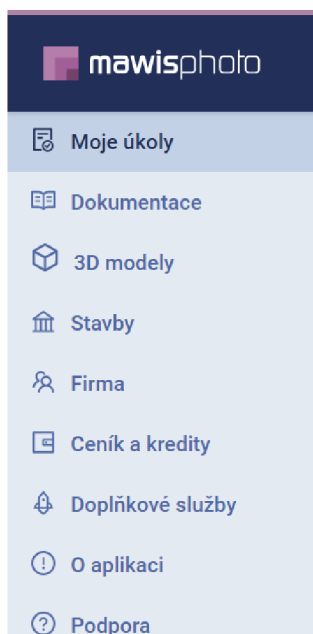 mawisphoto
Moje úkoly
Dokumentace
3D modely
Stavby
Firma
Ceník a kredity
Doplňkové služby
O aplikaci
Podpora